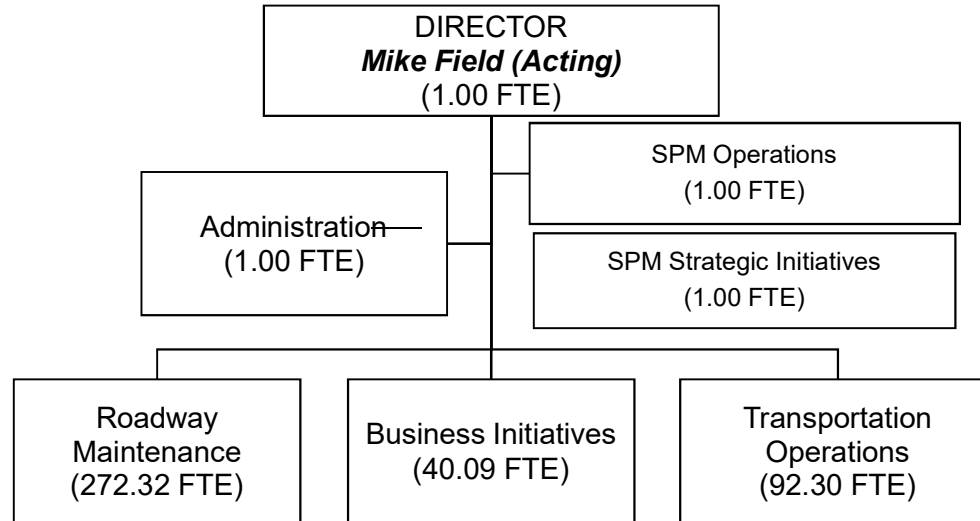 DIRECTOR
Mike Field (Acting)
(1.00 FTE)
SPM Operations
(1.00 FTE)
Administration
(1.00 FTE)
SPM Strategic Initiatives
(1.00 FTE)
Roadway
Maintenance
(272.32 FTE)
Business Initiatives
(40.09 FTE)
Transportation
Operations
(92.30 FTE)